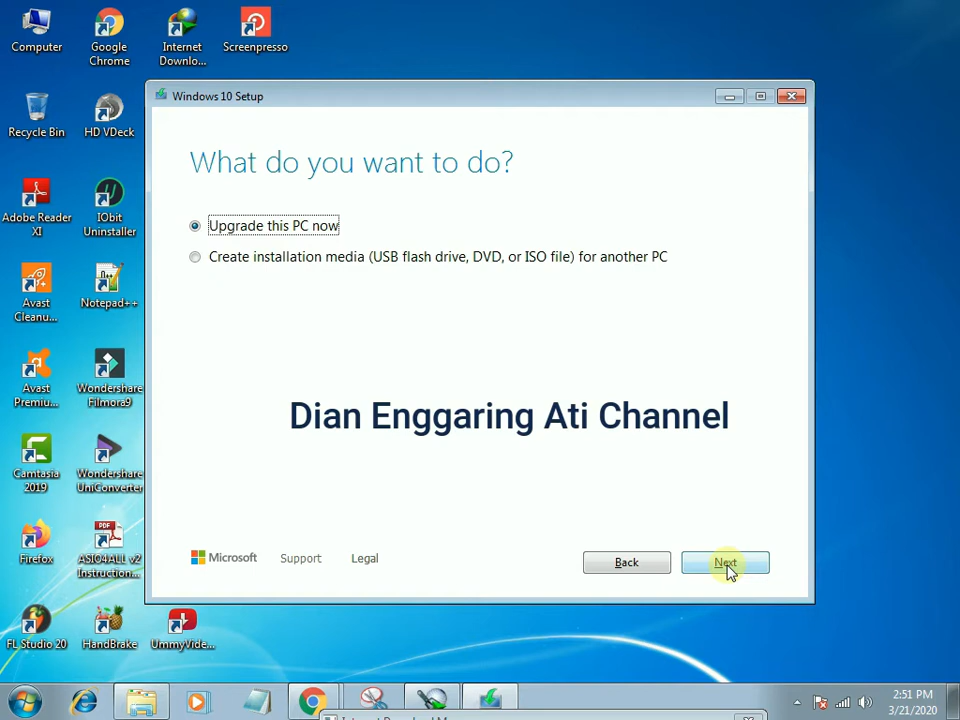 Computer
Google
Chrome
Internet
Downlo...
Screenpresso
Windows 10 Setup
Recycle Bin
HD VDeck
What do you want to do?
Adobe Reader
XI
IObit
Uninstaller
Upgrade this PC now
Create installation media (USB flash drive, DVD, or ISO file) for another PC
Avast
Cleanu...
Notepad++
Avast
Premiu...
Wondershare
Filmora9
Dian Enggaring Ati Channel
Camtasia
2019
Wondershare
UniConverter
Firefox
PDF
ASIO4ALL v2
Instruction...
Microsoft
Support
Legal
Back
Next
FL Studio 20
HandBrake
UmmyVide...
2:51 PM
3/21/2020